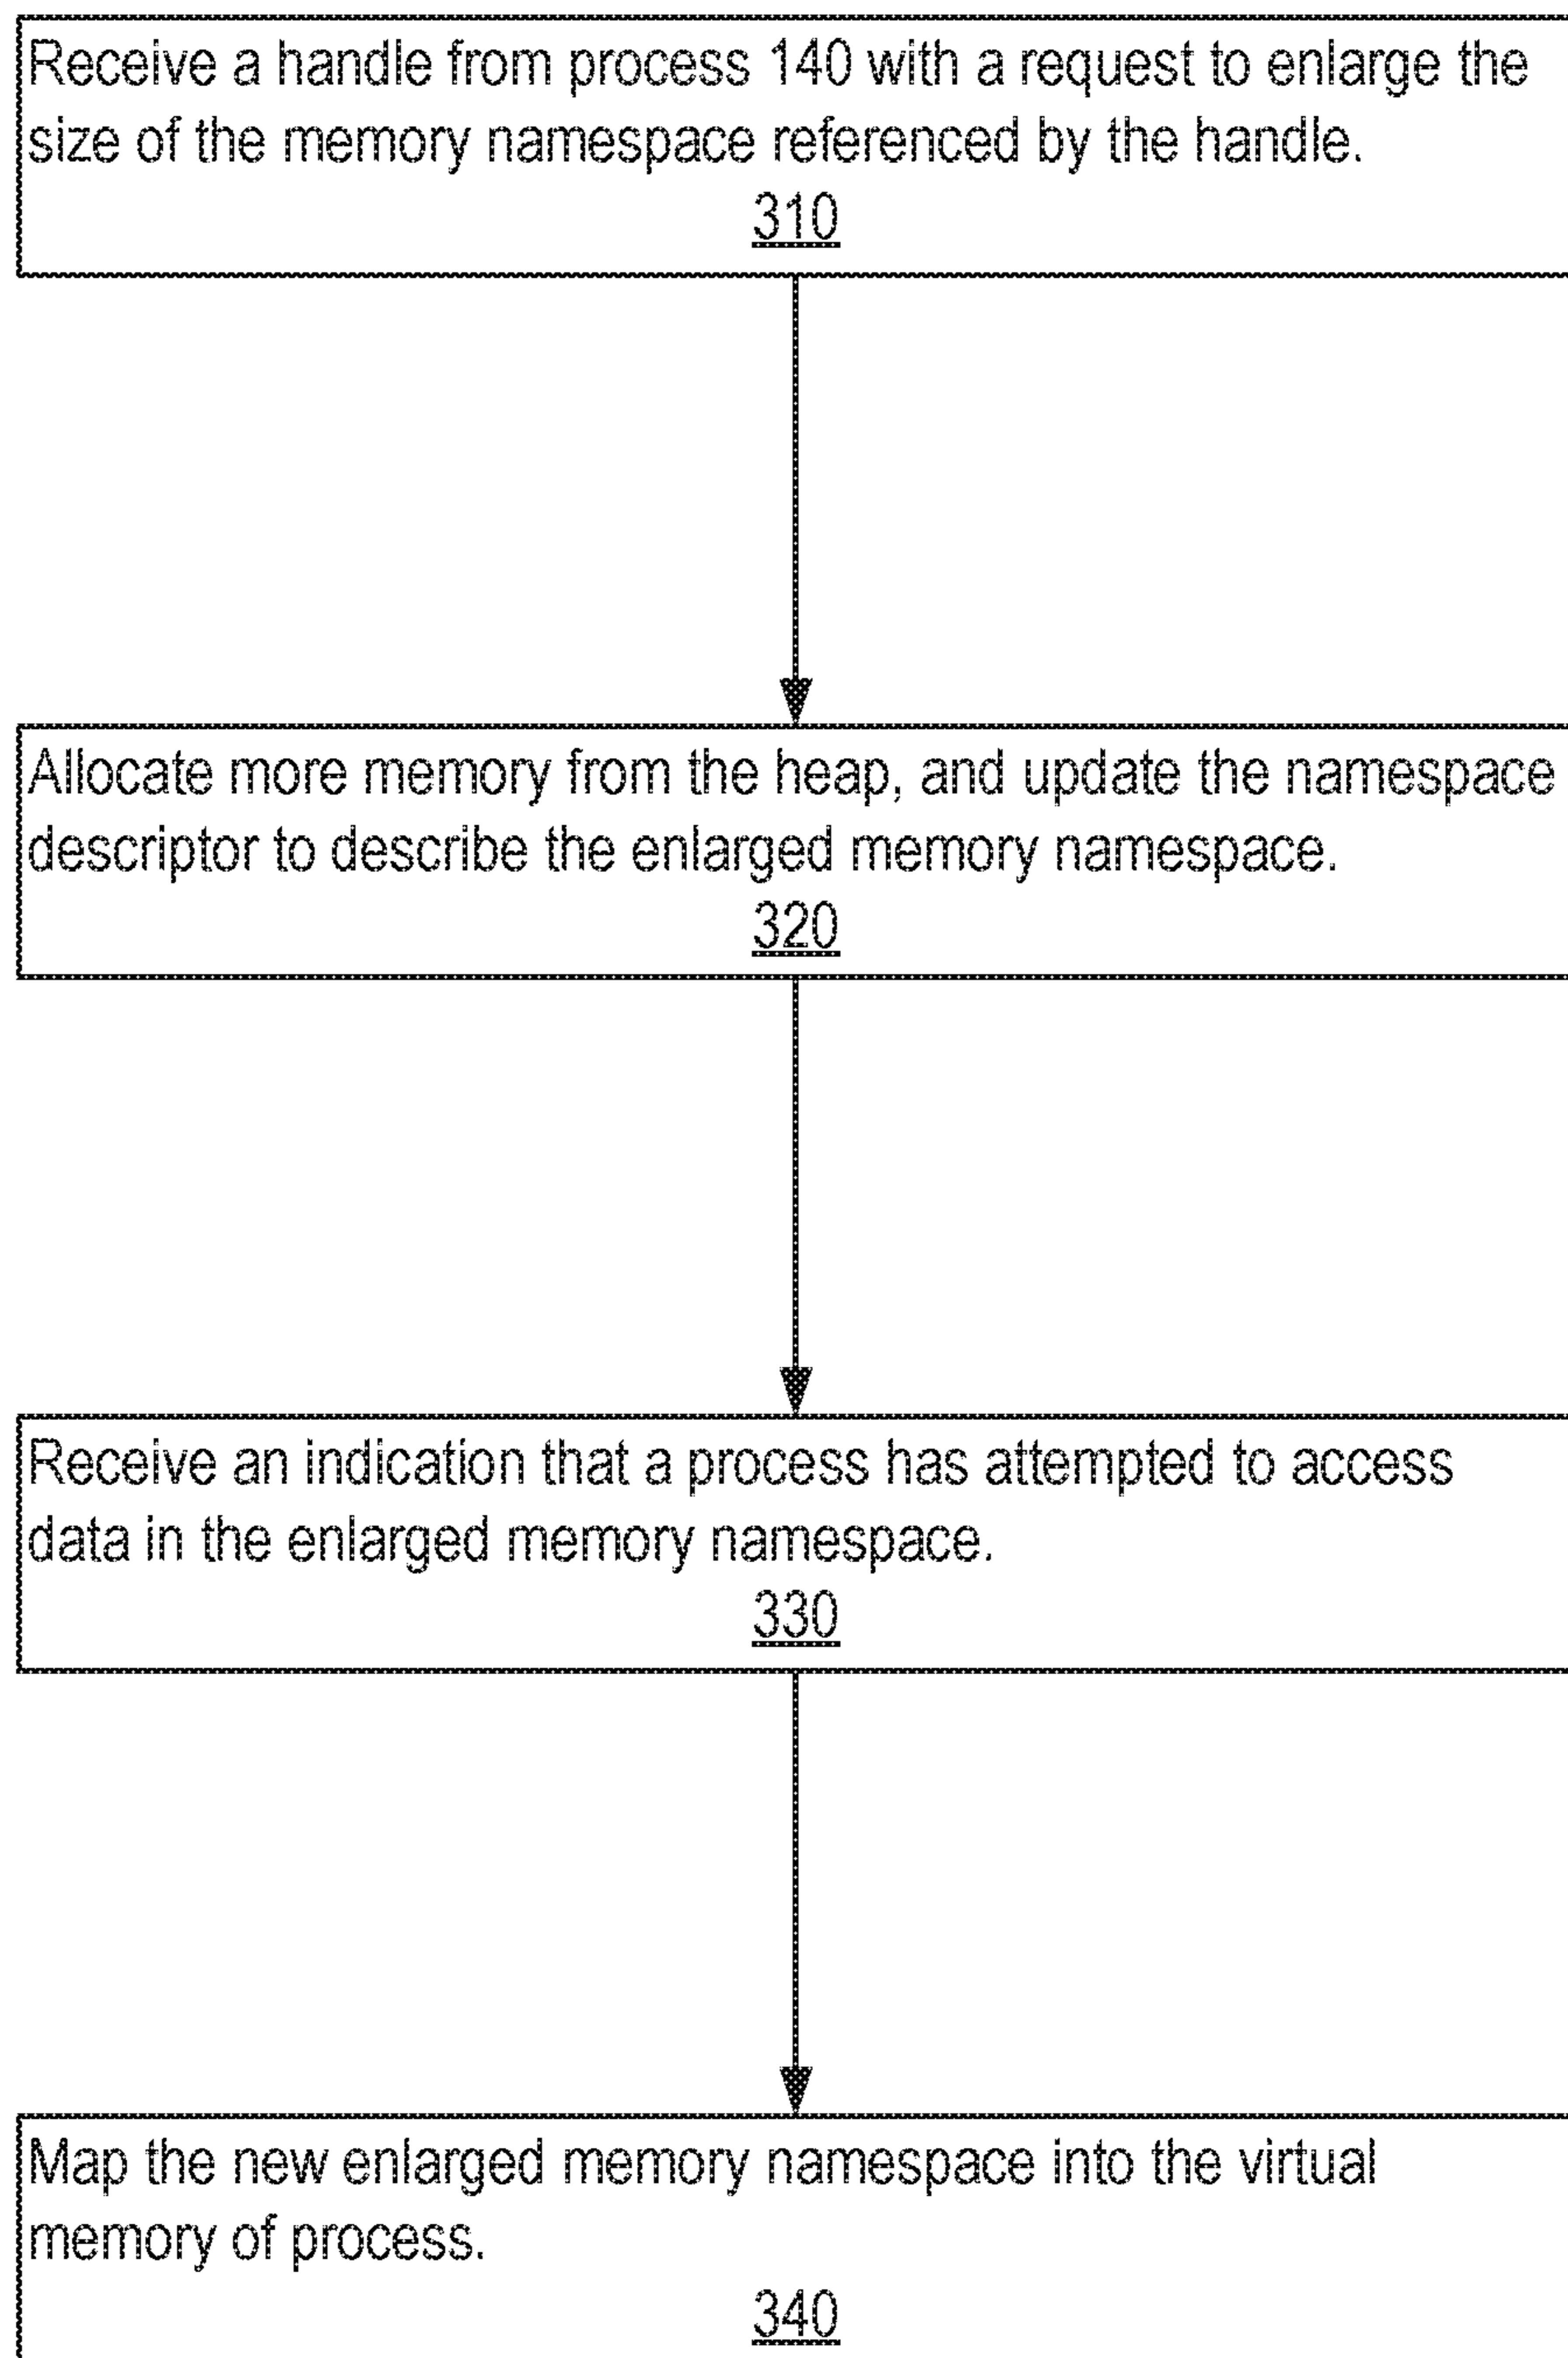 Receive a handle from process 140 with a request to enlarge the
size of the memory namespace referenced by the handle.
310
Allocate more memory from the heap, and update the namespace
descriptor to describe the enlarged memory namespace.
320
Receive an indication that a process has attempted to access
data in the enlarged memory namespace.
330
Map the new enlarged memory namespace into the virtual
memory of process.
340